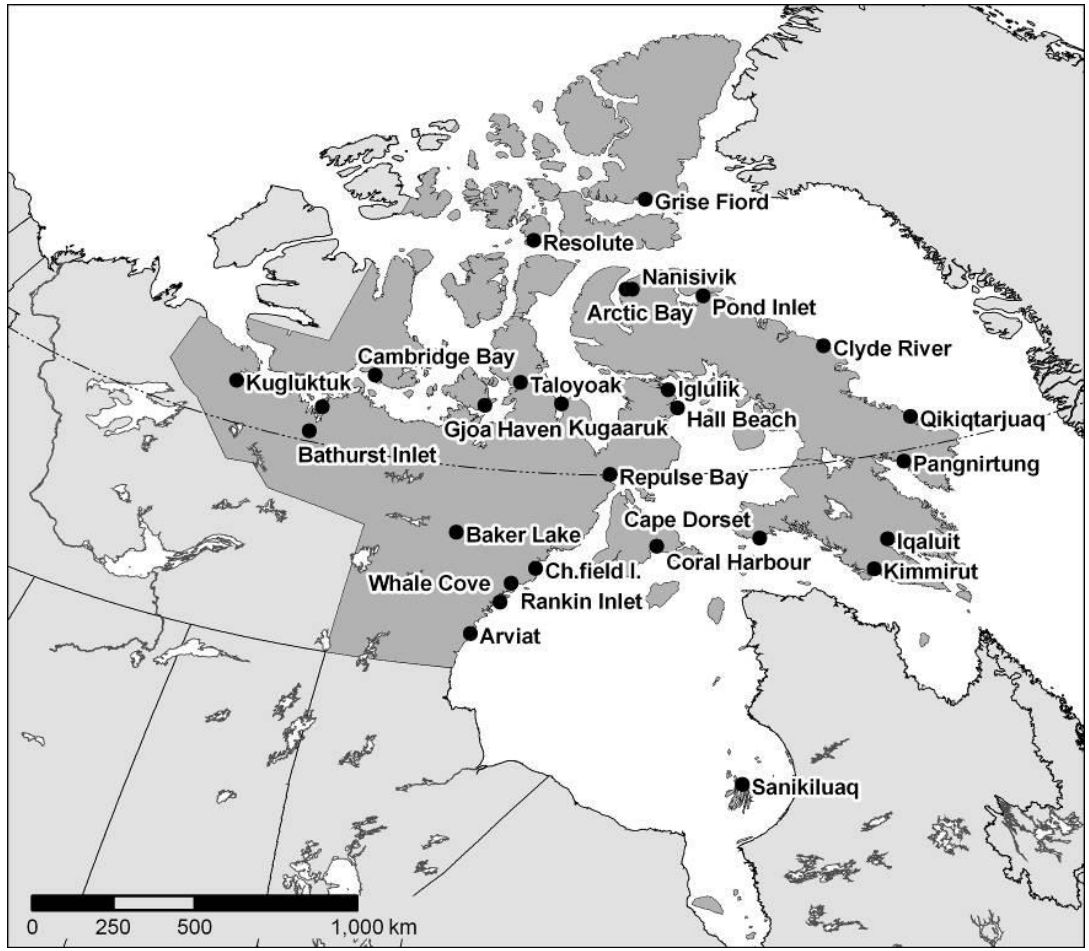 Grise Fiord
Resolute
Nanisivik
Arctic Bay
Pond Inlet
Clyde River
Cambridge Bay
Kugluktuk
Taloyoak
Iglulik
Gjoa Haven
Kugaaruk
Hall Beach
Qikiqtarjuaq
Bathurst Inlet
Pangnirtung
Repulse Bay
Cape Dorset
Baker Lake
Iqaluit
Coral Harbour
Ch.field I.
Kimmirut
Whale Cove
Rankin Inlet
Arviat
Sanikiluaq
0 250 500 1,000 km